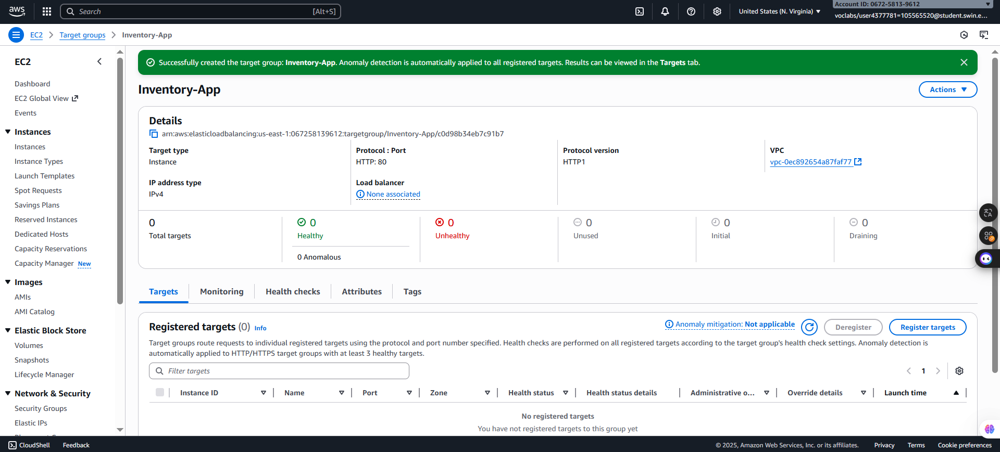 aws
Search
[Alt+S]
United States (N. Virginia)
Account ID: 0672-5813-9612
voclabs/user4377781=105565520@student.swin.e...
EC2
Target groups
Inventory-App
EC2
Dashboard
EC2 Global View
Events
Instances
Instances
Instance Types
Launch Templates
Spot Requests
Savings Plans
Reserved Instances
Dedicated Hosts
Capacity Reservations
Capacity Manager New
Images
AMIs
AMI Catalog
Elastic Block Store
Volumes
Snapshots
Lifecycle Manager
Network & Security
Security Groups
Elastic IPs
Successfully created the target group: Inventory-App. Anomaly detection is automatically applied to all registered targets. Results can be viewed in the Targets tab.
Inventory-App
Actions
Details
arn:aws:elasticloadbalancing:us-east-1:067258139612:targetgroup/Inventory-App/c0d98b34eb7c91b7
Target type
Instance
Protocol : Port
HTTP: 80
Protocol version
HTTP1
VPC
vpc-0ec892654a87faf77
IP address type
IPv4
Load balancer
None associated
0
Total targets
0
Healthy
0 Anomalous
0
Unhealthy
0
Unused
0
Initial
0
Draining
Targets
Monitoring
Health checks
Attributes
Tags
Registered targets (0) Info
Anomaly mitigation: Not applicable
Deregister
Register targets
Target groups route requests to individual registered targets using the protocol and port number specified. Health checks are performed on all registered targets according to the target group's health check settings. Anomaly detection is
automatically applied to HTTP/HTTPS target groups with at least 3 healthy targets.
Filter targets
1
Instance ID
Name
Port
Zone
Health status
Health status details
Administrative o...
Override details
Launch time
No registered targets
You have not registered targets to this group yet
CloudShell
Feedback
© 2025, Amazon Web Services, Inc. or its affiliates.
Privacy
Terms
Cookie preferences